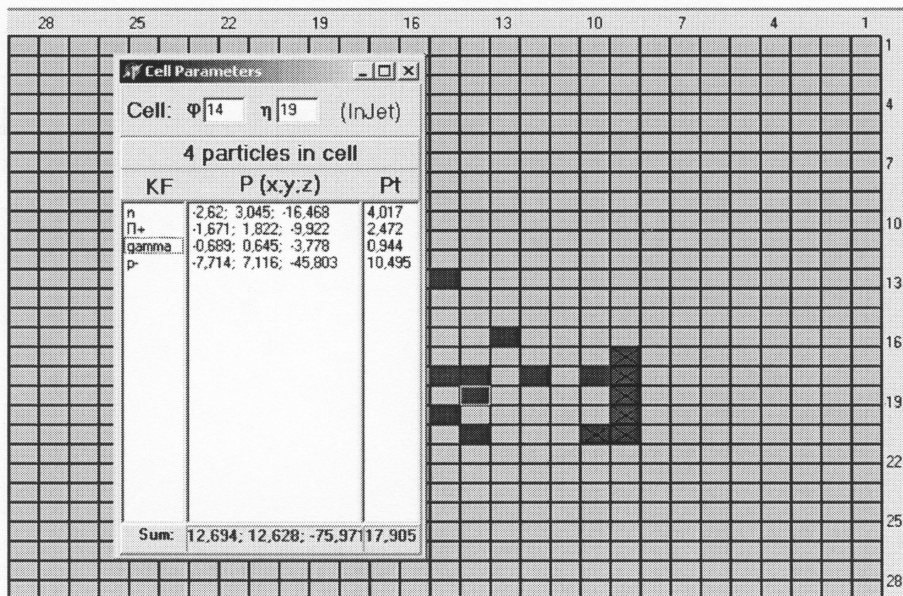 28 25 22 19 16 13 10 7 4 1
1
Cell Parameters
4
Cell: φ 14 η 19 (InJet)
4 particles in cell
7
KF P (x;y;z) Pt
n -2,62; 3,045; -16,468 4,017
Π+ -1,671; 1,822; -9,922 2,472
10
gamma -0,689; 0,645; -3,778 0,944
p- -7,714; 7,116; -45,803 10,495
13
16
19
22
25
Sum: 12,694; 12,628; -75,971 17,905
28